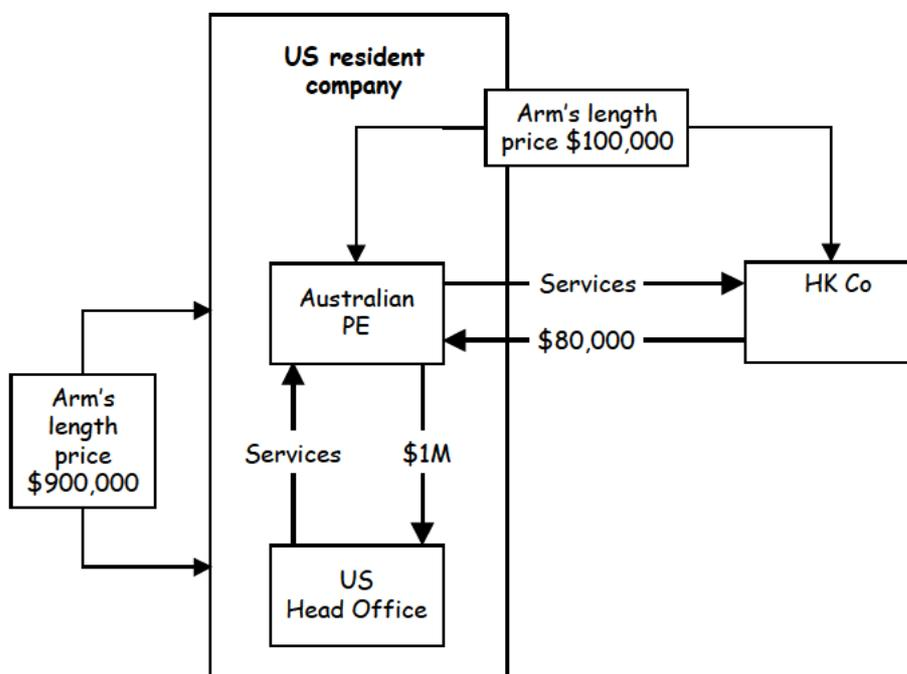 US resident
company
Arm's length
price $100,000
Australian
PE
Services
HK Co
$80,000
Arm's
length
price
$900,000
Services
$1M
US
Head Office